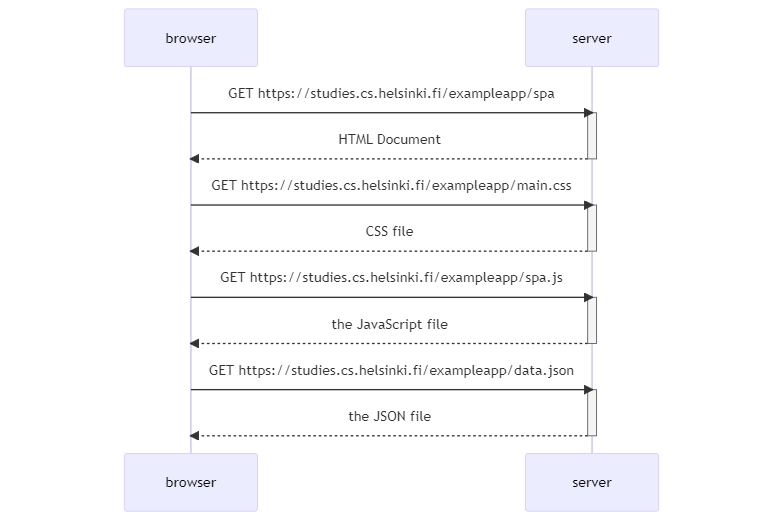 browser
server
GET https://studies.cs.helsinki.fi/exampleapp/spa
HTML Document
GET https://studies.cs.helsinki.fi/exampleapp/main.css
CSS file
GET https://studies.cs.helsinki.fi/exampleapp/spa.js
the JavaScript file
GET https://studies.cs.helsinki.fi/exampleapp/data.json
the JSON file
browser
server